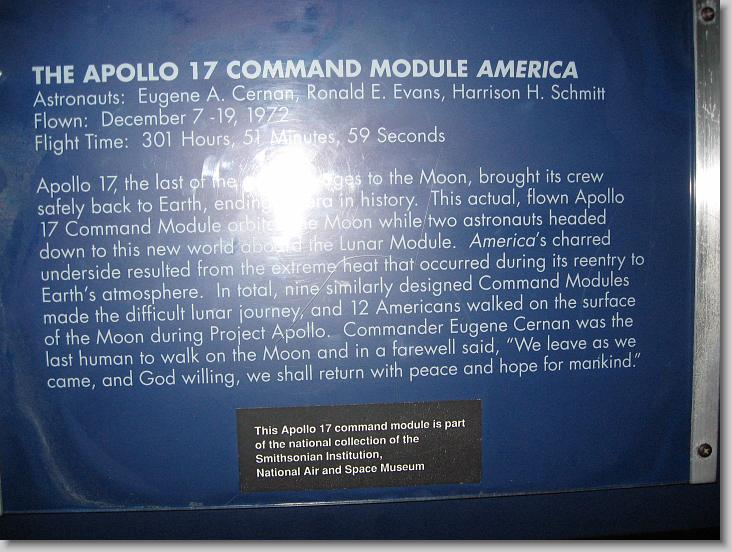 THE APOLLO 17 COMMAND MODULE AMERICA
Astronauts: Eugene A. Cernan, Ronald E. Evans, Harrison H. Schmitt
Flown: December 7 -19, 1972
Flight Time: 301 Hours, 51 Minutes, 59 Seconds
Apollo 17, the last of the to the Moon, brought its crew
safely back to Earth, ending era in history. This actual, flown Apollo
17 Command Module the Moon while two astronauts headed
down to this new world aboard the Lunar Module. America's charred
underside resulted from the extreme heat that occurred during its reentry to
Earth's atmosphere. In total, nine similarly designed Command Modules
made the difficult lunar journey, and 12 Americans walked on the surface
of the Moon during Project Apollo. Commander Eugene Cernan was the
last human to walk on the Moon and in a farewell said, "We leave as we
came, and God willing, we shall return with peace and hope for mankind."
This Apollo 17 command module is part
of the national collection of the
Smithsonian Institution,
National Air and Space Museum